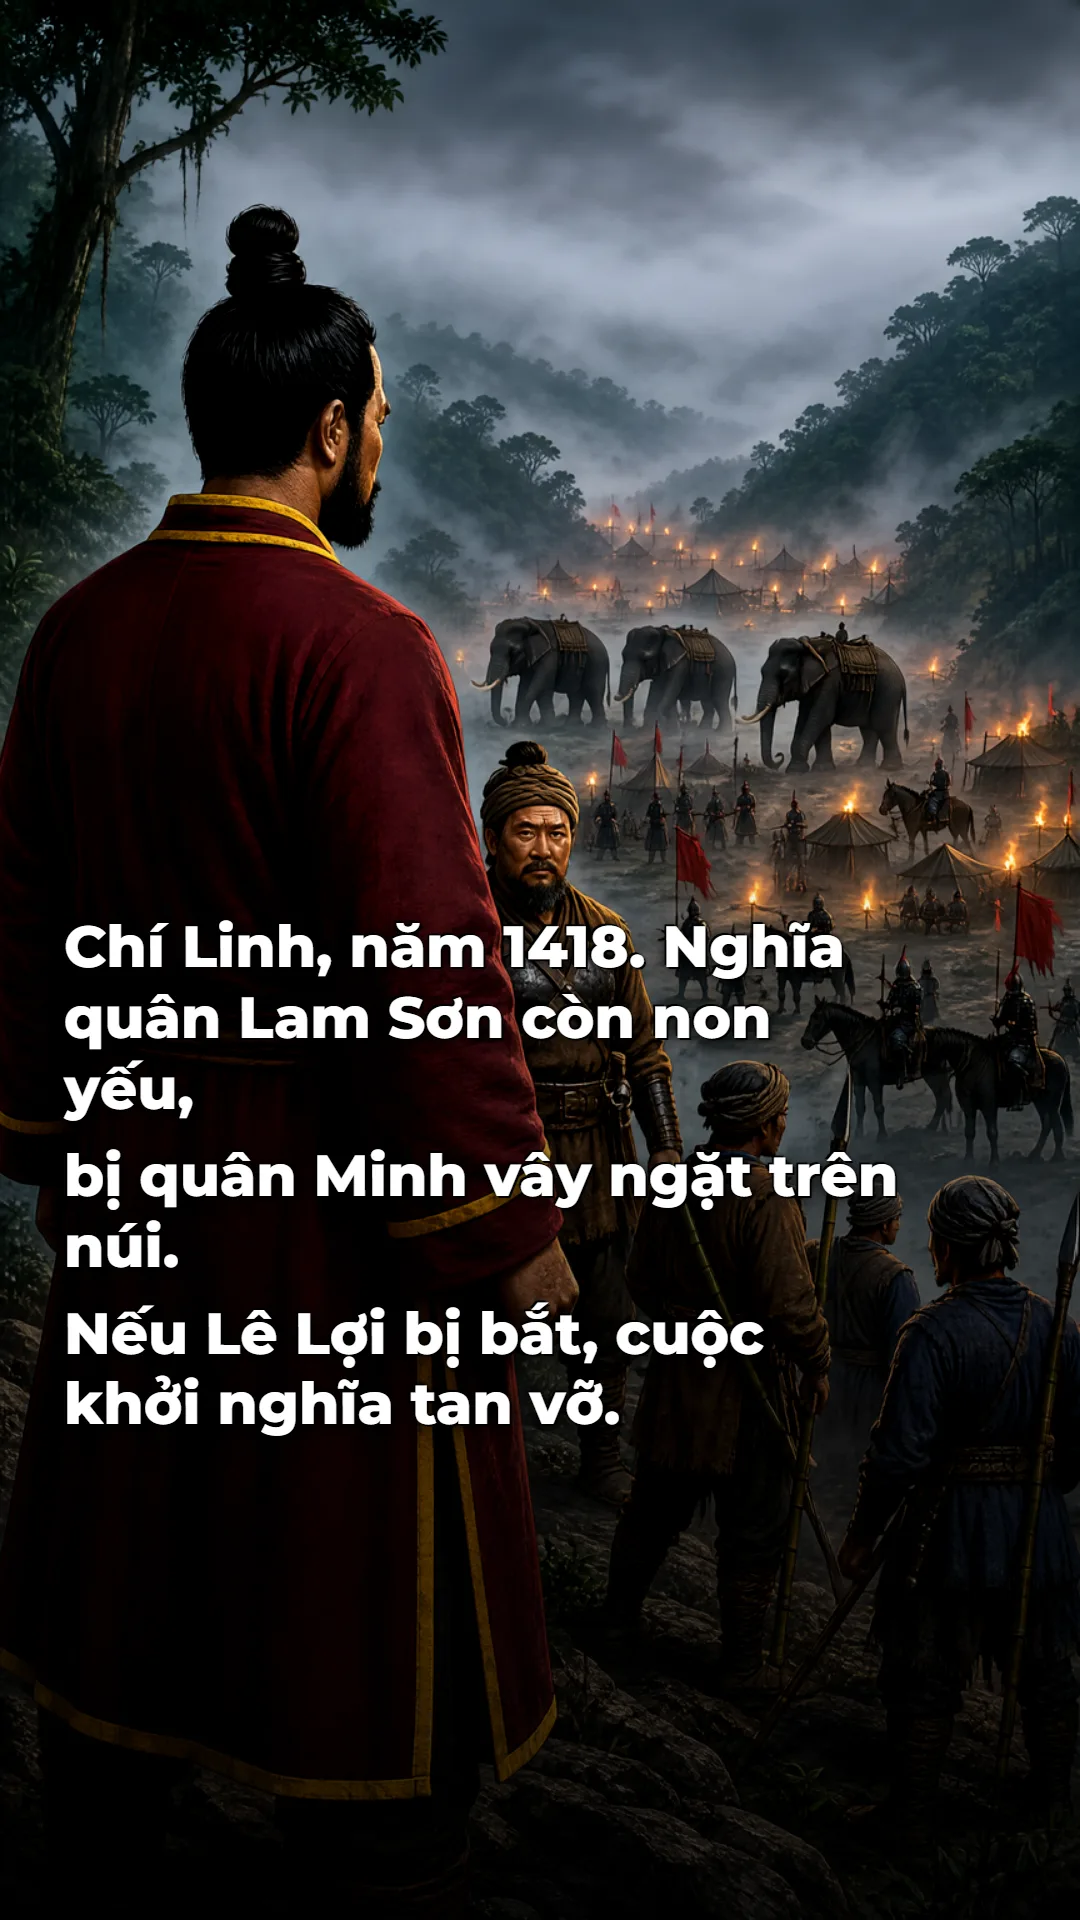 Chí Linh, năm 1418. Nghĩa
quân Lam Sơn còn non
yếu,
bị quân Minh vây ngặt trên
núi.
Nếu Lê Lợi bị bắt, cuộc
khởi nghĩa tan vỡ.